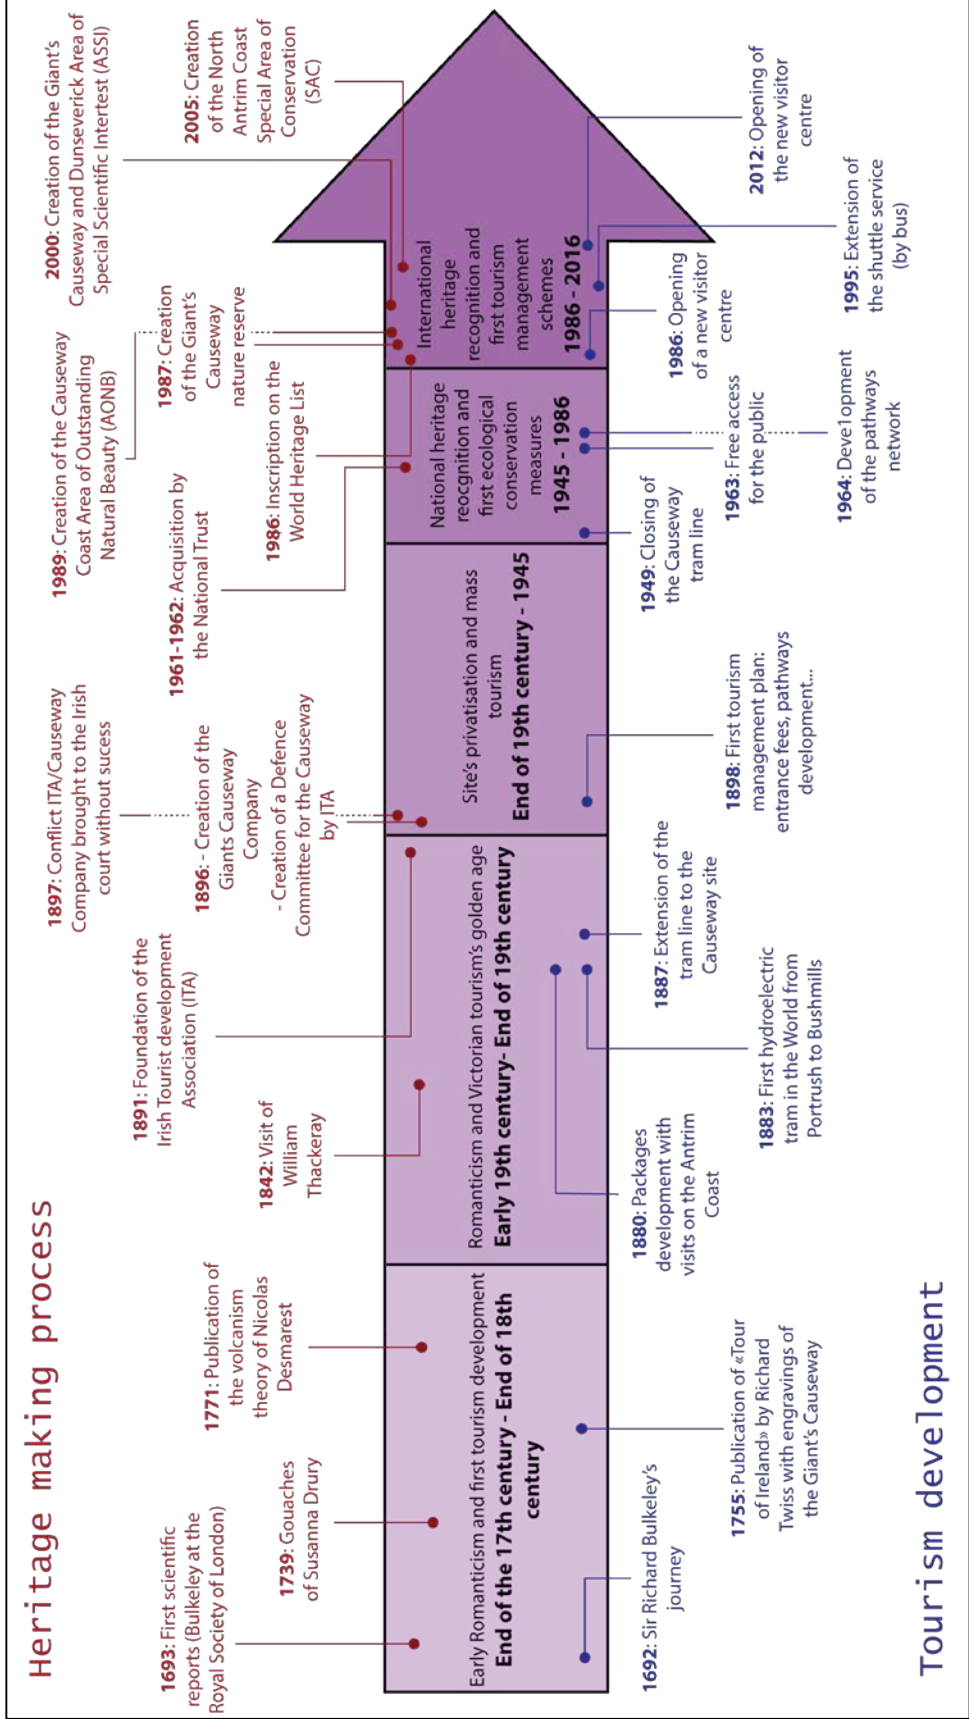 Heritage making process
1693: First scientific
reports (Bulkeley at the
Royal Society of London)
1739: Gouaches
of Susanna Drury
1771: Publication of
the volcanism
theory of Nicolas
Desmarest
1842: Visit of
William
Thackeray
1891: Foundation of the
Irish Tourist development
Association (ITA)
1897: Conflict ITA/Causeway
Company brought to the Irish
court without sucess
1896: - Creation of the
Giants Causeway
Company
- Creation of a Defence
Committee for the Causeway
by ITA
1961-1962: Acquisition by
the National Trust
1989: Creation of the Causeway
Coast Area of Outstanding
Natural Beauty (AONB)
1986: Inscription on the
World Heritage List
1987: Creation
of the Giant's
Causeway
nature reserve
2000: Creation of the Giant's
Causeway and Dunseverick Area of
Special Scientific Intertest (ASSI)
2005: Creation
of the North
Antrim Coast
Special Area of
Conservation
(SAC)
Early Romanticism and first tourism development
End of the 17th century - End of 18th
century
Romanticism and Victorian tourism's golden age
Early 19th century- End of 19th century
Site's privatisation and mass
tourism
End of 19th century - 1945
National heritage
reocgnition and
first ecological
conservation
measures
1945 - 1986
International
heritage
recognition and
first tourism
management
schemes
1986 - 2016
1692: Sir Richard Bulkeley's
journey
1755: Publication of «Tour
of Ireland» by Richard
Twiss with engravings of
the Giant's Causeway
1880: Packages
development with
visits on the Antrim
Coast
1883: First hydroelectric
tram in the World from
Portrush to Bushmills
1887: Extension of the
tram line to the
Causeway site
1898: First tourism
management plan:
entrance fees, pathways
development...
1949: Closing of
the Causeway
tram line
1963: Free access
for the public
1964: Development
of the pathways
network
1986: Opening
of a new visitor
centre
1995: Extension of
the shuttle service
(by bus)
2012: Opening of
the new visitor
centre
Tourism development